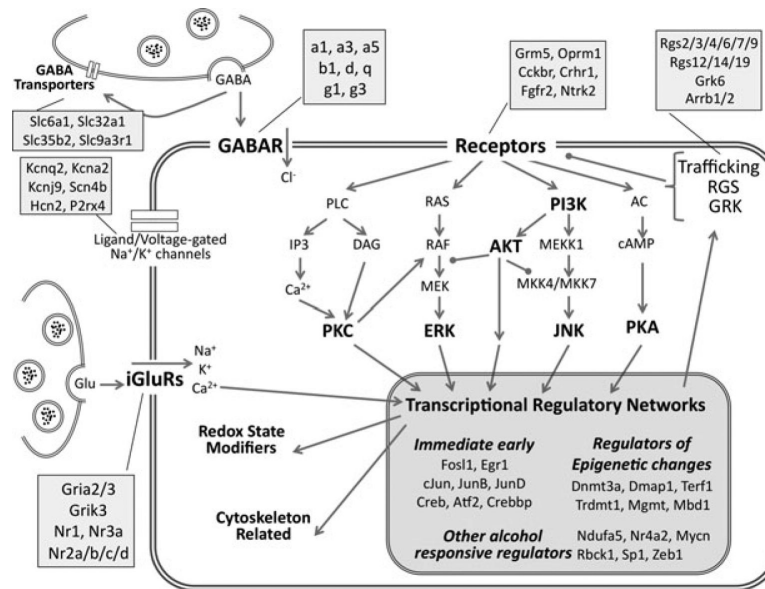 GABA
Transporters
GABA
Slc6a1, Slc32a1
Slc35b2, Slc9a3r1
a1, a3, a5
b1, d, q
g1, g3
Grm5, Oprm1
Cckbr, Crhr1,
Fgfr2, Ntrk2
Rgs2/3/4/6/7/9
Rgs12/14/19
Grk6
Arrb1/2
GABAR
Cl-
Receptors
Trafficking
RGS
GRK
Kcnq2, Kcna2
Kcnj9, Scn4b
Hcn2, P2rx4
Ligand/Voltage-gated
Na+/K+ channels
PLC
RAS
PI3K
AC
IP3
DAG
RAF
AKT
MEKK1
cAMP
Ca2+
MEK
MKK4/MKK7
PKC
ERK
JNK
PKA
Glu
iGluRs
Na+
K+
Ca2+
Gria2/3
Grik3
Nr1, Nr3a
Nr2a/b/c/d
Redox State
Modifiers
Cytoskeleton
Related
Transcriptional Regulatory Networks
Immediate early
Fosl1, Egr1
cJun, JunB, JunD
Creb, Atf2, Crebbp
Regulators of
Epigenetic changes
Dnmt3a, Dmap1, Terf1
Trdmt1, Mgmt, Mbd1
Other alcohol
responsive regulators
Ndufa5, Nr4a2, Mycn
Rbck1, Sp1, Zeb1